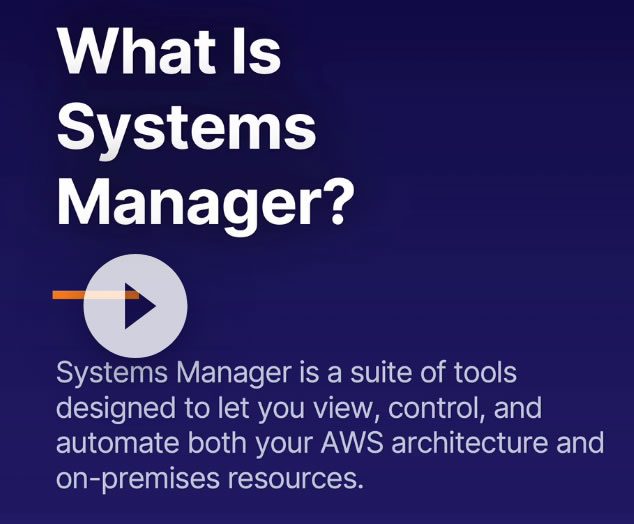 What Is
Systems
Manager?
Systems Manager is a suite of tools
designed to let you view, control, and
automate both your AWS architecture and
on-premises resources.